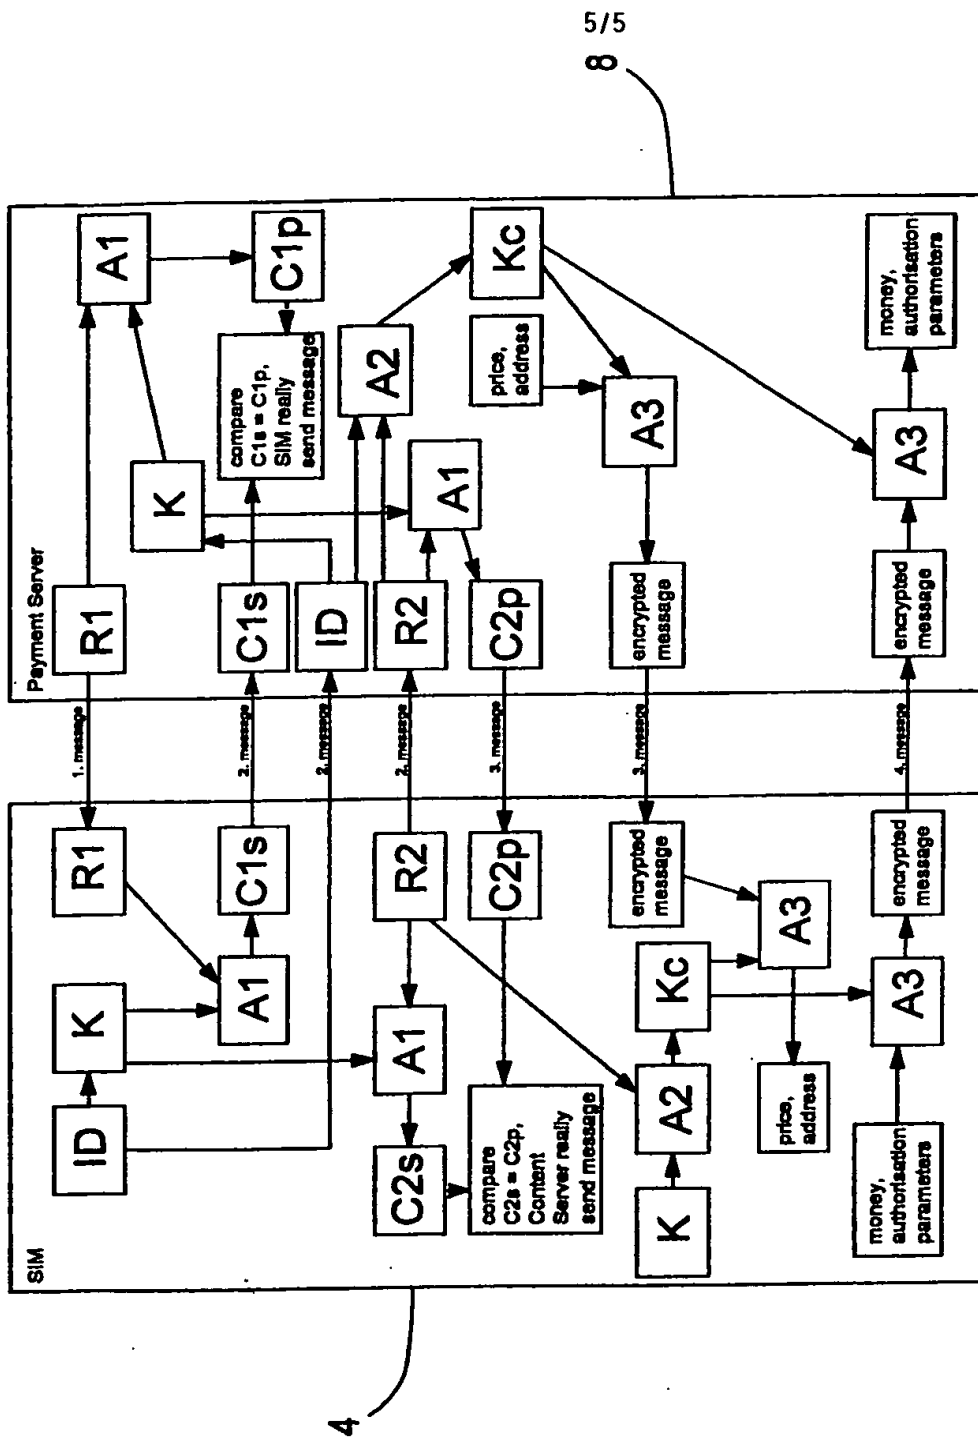 5/5
8
4
SIM
Payment Server
ID
K
R1
1. message
R1
A1
A1
K
C1s
2. message
C1s
compare
C1s = C1p,
SIM really
send message
C1p
2. message
ID
C2s
A1
R2
2. message
R2
A1
A2
compare
C2s = C2p,
Content
Server really
send message
C2p
3. message
C2p
price,
address
Kc
K
A2
Kc
encrypted
message
3. message
encrypted
message
A3
price,
address
A3
money,
authorisation
parameters
A3
encrypted
message
4. message
encrypted
message
A3
money,
authorisation
parameters